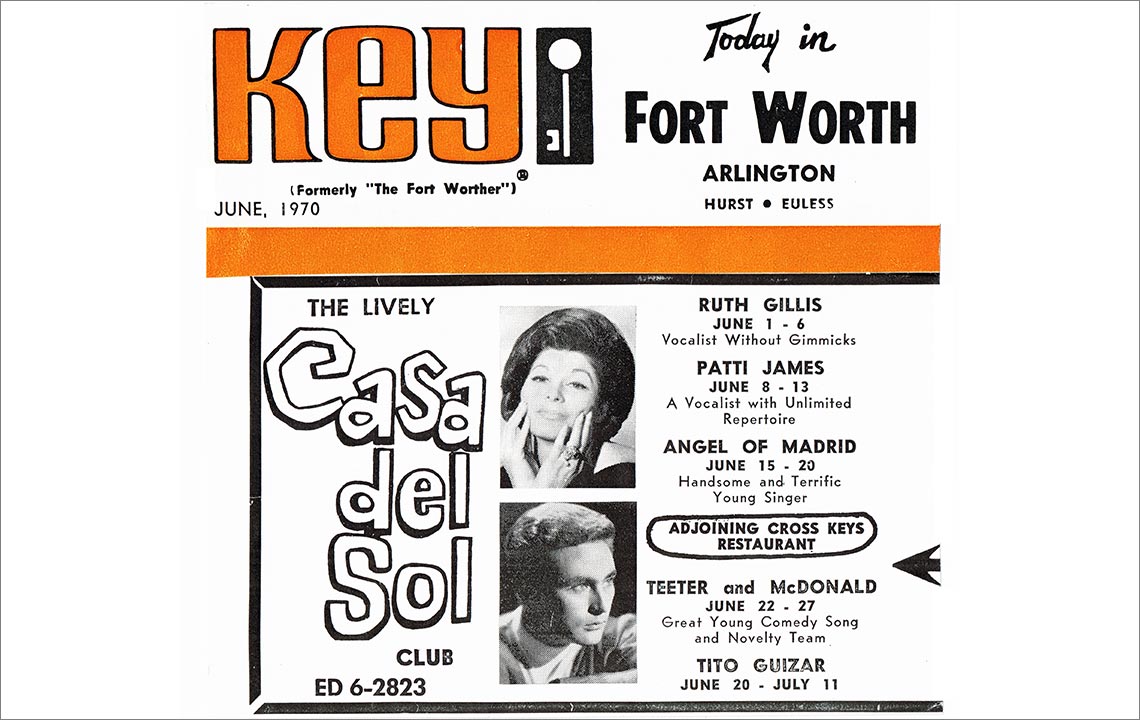 KEY
Today in
FORT WORTH
ARLINGTON
HURST • EULESS
®
(Formerly "The Fort Worther")
JUNE, 1970
THE LIVELY
Casa
del
Sol
CLUB
ED 6-2823
RUTH GILLIS
JUNE 1 - 6
Vocalist Without Gimmicks
PATTI JAMES
JUNE 8 - 13
A Vocalist with Unlimited
Repertoire
ANGEL OF MADRID
JUNE 15 - 20
Handsome and Terrific
Young Singer
ADJOINING CROSS KEYS
RESTAURANT
TEETER and McDONALD
JUNE 22 - 27
Great Young Comedy Song
and Novelty Team
TITO GUIZAR
JUNE 20 - JULY 11